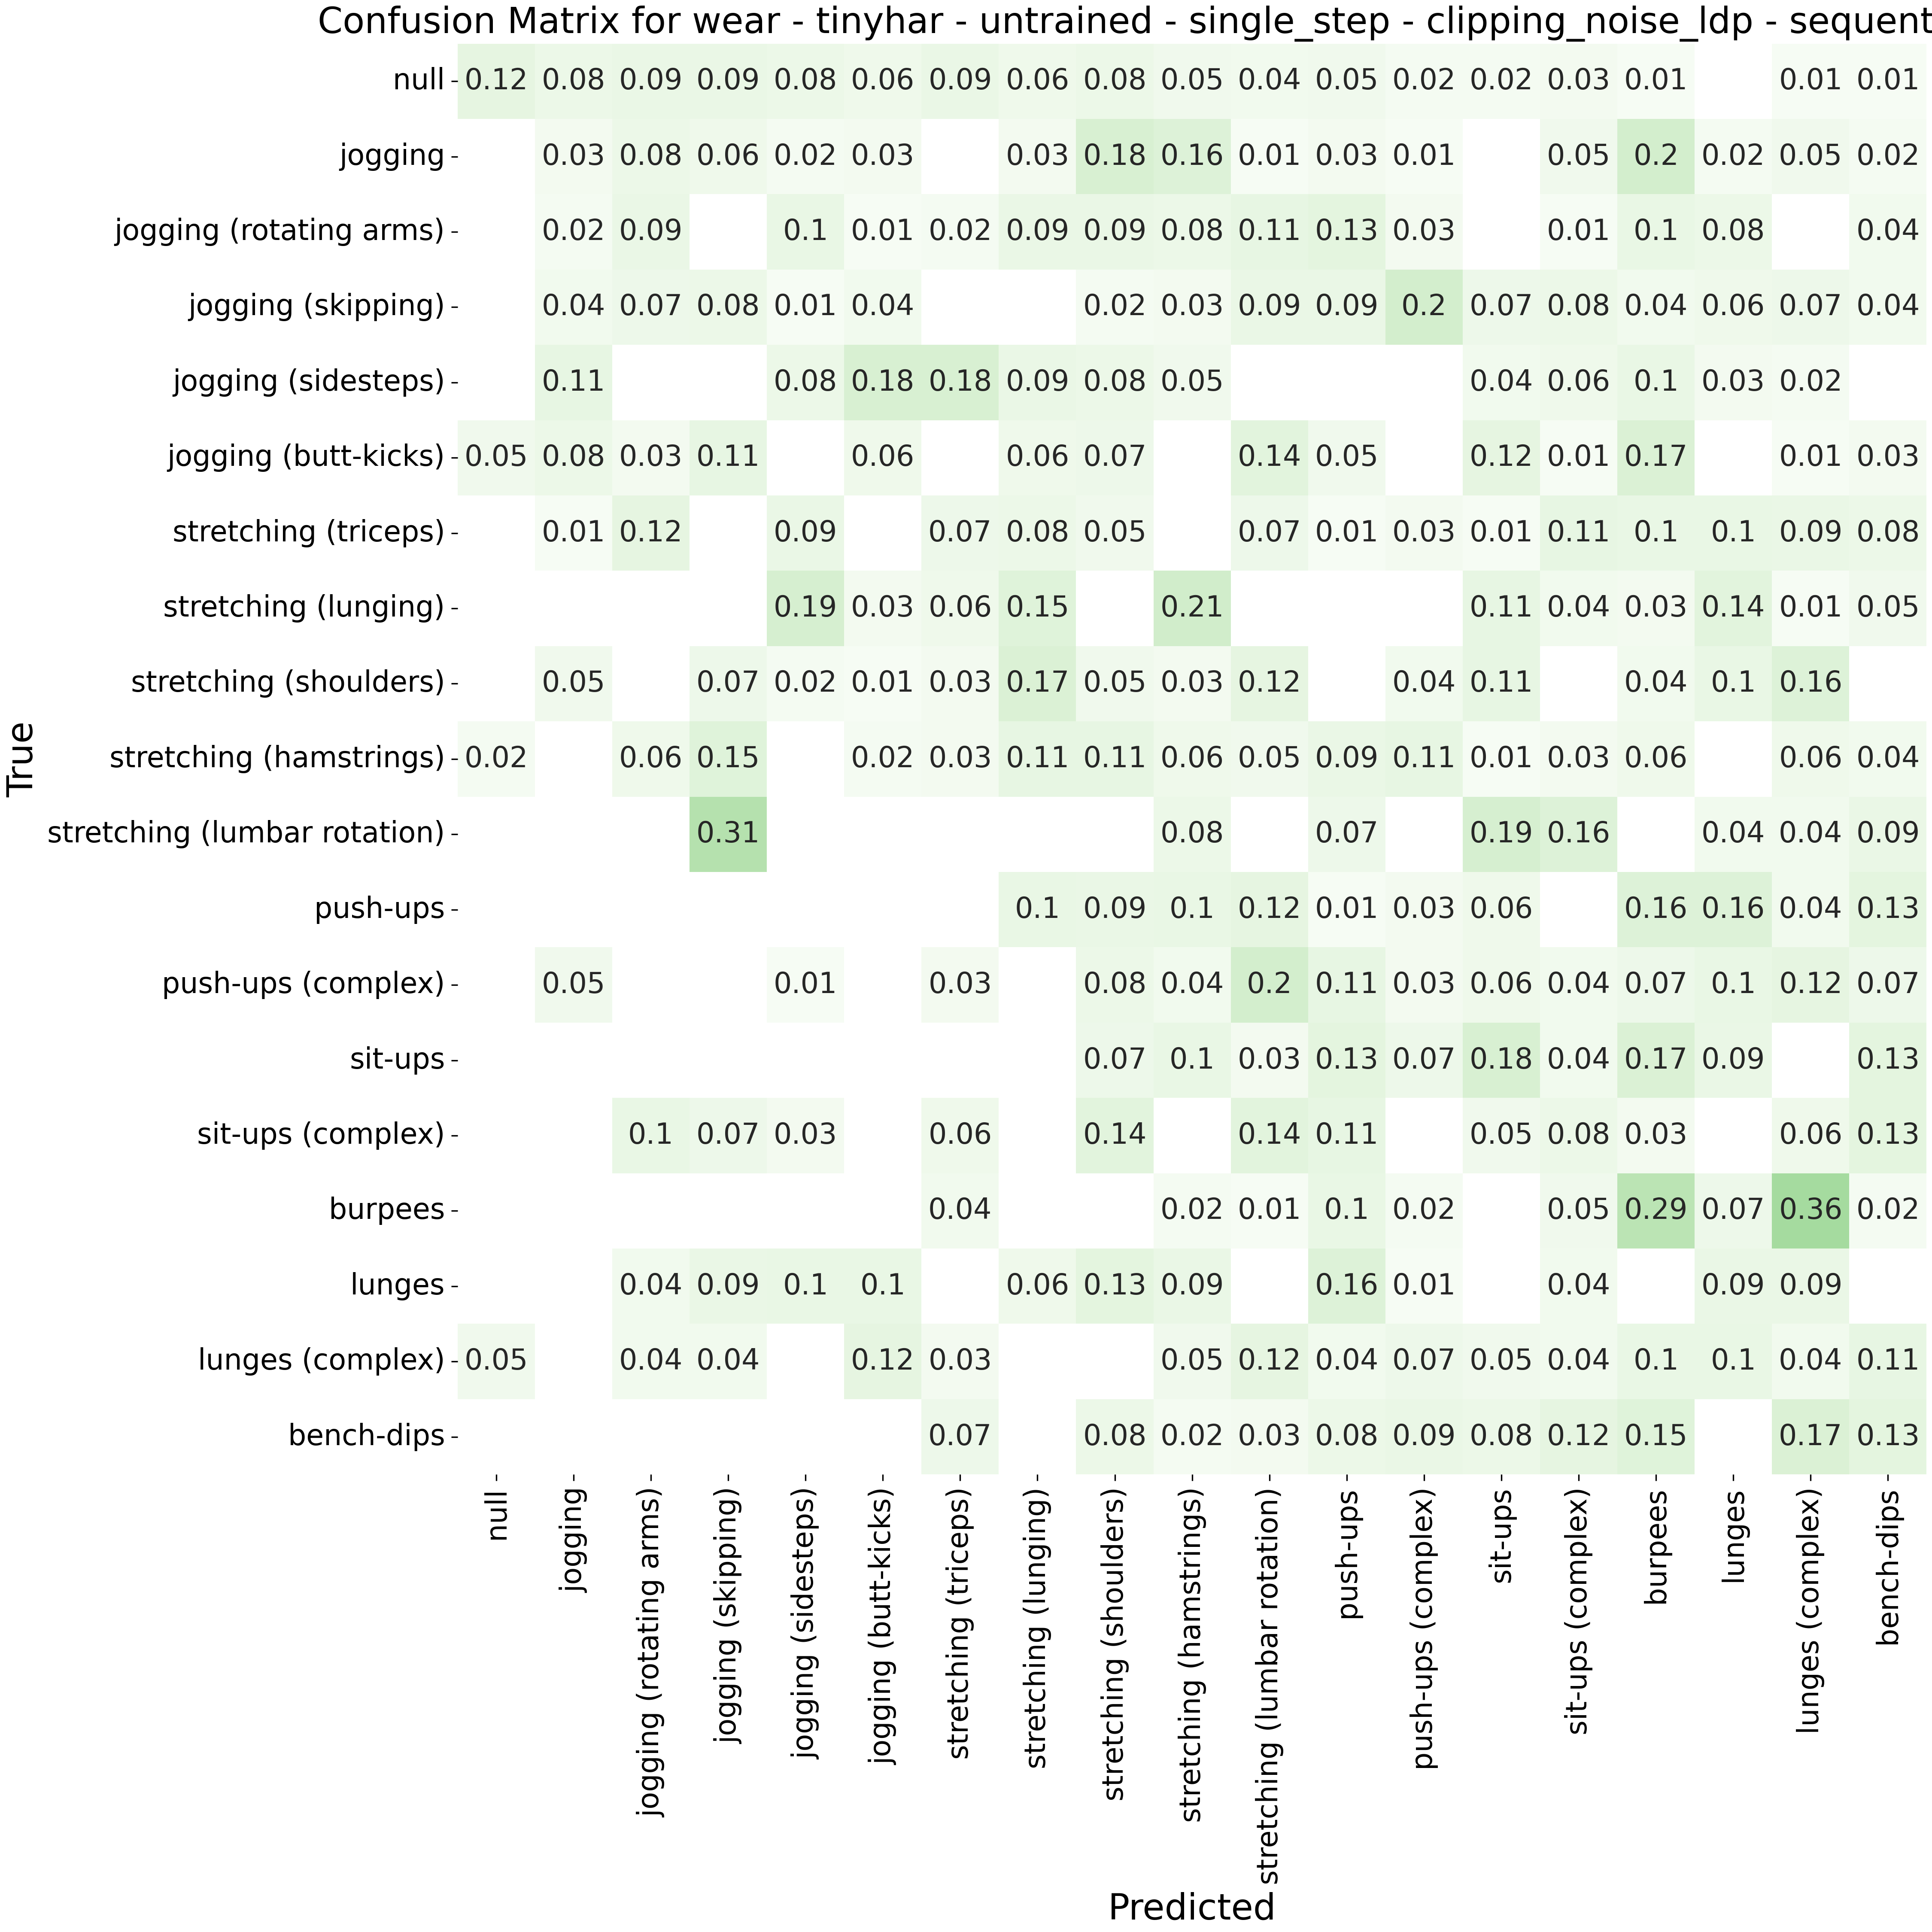 Confusion Matrix for wear - tinyhar - untrained - single_step - clipping_noise_ldp - sequent
True
null 0.12 0.08 0.09 0.09 0.08 0.06 0.09 0.06 0.08 0.05 0.04 0.05 0.02 0.02 0.03 0.01 0.01 0.01
jogging 0.03 0.08 0.06 0.02 0.03 0.03 0.18 0.16 0.01 0.03 0.01 0.05 0.2 0.02 0.05 0.02
jogging (rotating arms) 0.02 0.09 0.1 0.01 0.02 0.09 0.09 0.08 0.11 0.13 0.03 0.01 0.1 0.08 0.04
jogging (skipping) 0.04 0.07 0.08 0.01 0.04 0.02 0.03 0.09 0.09 0.2 0.07 0.08 0.04 0.06 0.07 0.04
jogging (sidesteps) 0.11 0.08 0.18 0.18 0.09 0.08 0.05 0.04 0.06 0.1 0.03 0.02
jogging (butt-kicks) 0.05 0.08 0.03 0.11 0.06 0.06 0.07 0.14 0.05 0.12 0.01 0.17 0.01 0.03
stretching (triceps) 0.01 0.12 0.09 0.07 0.08 0.05 0.07 0.01 0.03 0.01 0.11 0.1 0.1 0.09 0.08
stretching (lunging) 0.19 0.03 0.06 0.15 0.21 0.11 0.04 0.03 0.14 0.01 0.05
stretching (shoulders) 0.05 0.07 0.02 0.01 0.03 0.17 0.05 0.03 0.12 0.04 0.11 0.04 0.1 0.16
stretching (hamstrings) 0.02 0.06 0.15 0.02 0.03 0.11 0.11 0.06 0.05 0.09 0.11 0.01 0.03 0.06 0.06 0.04
stretching (lumbar rotation) 0.31 0.08 0.07 0.19 0.16 0.04 0.04 0.09
push-ups 0.1 0.09 0.1 0.12 0.01 0.03 0.06 0.16 0.16 0.04 0.13
push-ups (complex) 0.05 0.01 0.03 0.08 0.04 0.2 0.11 0.03 0.06 0.04 0.07 0.1 0.12 0.07
sit-ups 0.07 0.1 0.03 0.13 0.07 0.18 0.04 0.17 0.09 0.13
sit-ups (complex) 0.1 0.07 0.03 0.06 0.14 0.14 0.11 0.05 0.08 0.03 0.06 0.13
burpees 0.04 0.02 0.01 0.1 0.02 0.05 0.29 0.07 0.36 0.02
lunges 0.04 0.09 0.1 0.1 0.06 0.13 0.09 0.16 0.01 0.04 0.09 0.09
lunges (complex) 0.05 0.04 0.04 0.12 0.03 0.05 0.12 0.04 0.07 0.05 0.04 0.1 0.1 0.04 0.11
bench-dips 0.07 0.08 0.02 0.03 0.08 0.09 0.08 0.12 0.15 0.17 0.13
null
jogging
jogging (rotating arms)
jogging (skipping)
jogging (sidesteps)
jogging (butt-kicks)
stretching (triceps)
stretching (lunging)
stretching (shoulders)
stretching (hamstrings)
stretching (lumbar rotation)
push-ups
push-ups (complex)
sit-ups
sit-ups (complex)
burpees
lunges
lunges (complex)
bench-dips
Predicted